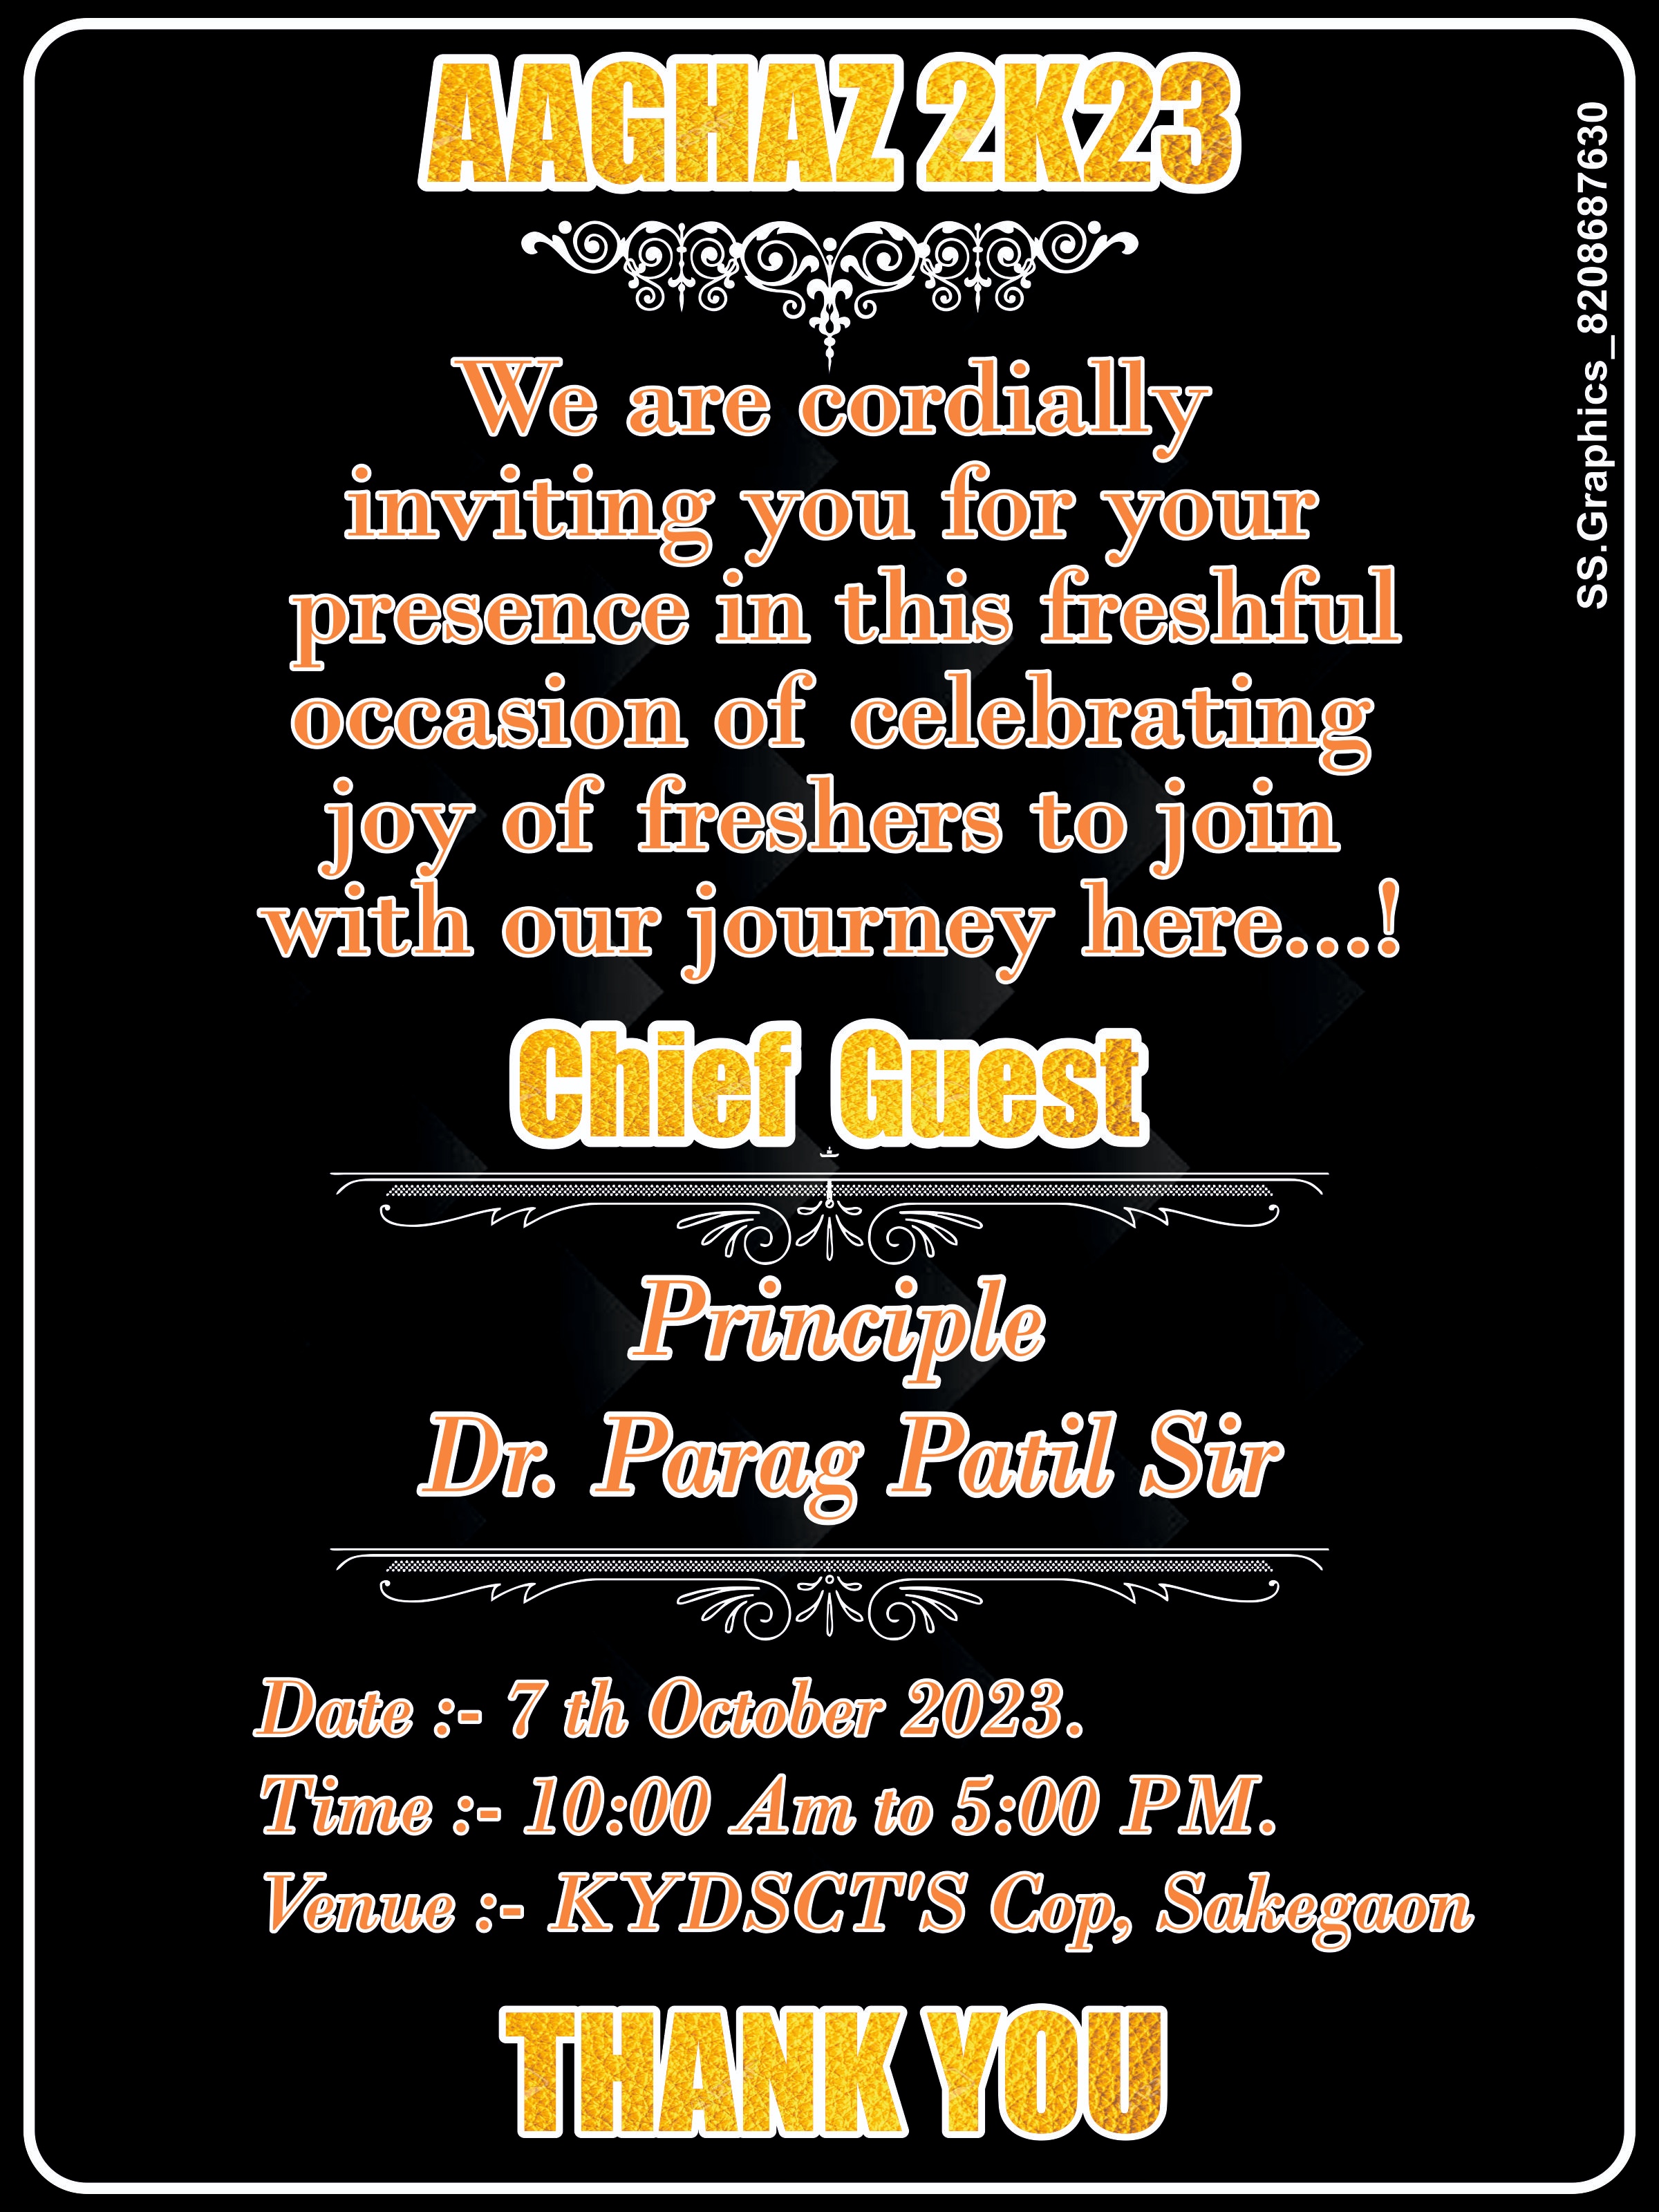 AAGHAZ 2K23
SS.Graphics_8208687630
We are cordially
inviting you for your
presence in this freshful
occasion of celebrating
joy of freshers to join
with our journey here...!
Chief Guest
Principle
Dr. Parag Patil Sir
Date :- 7 th October 2023.
Time :- 10:00 Am to 5:00 PM.
Venue :- KYDSCT'S Cop, Sakegaon
THANK YOU